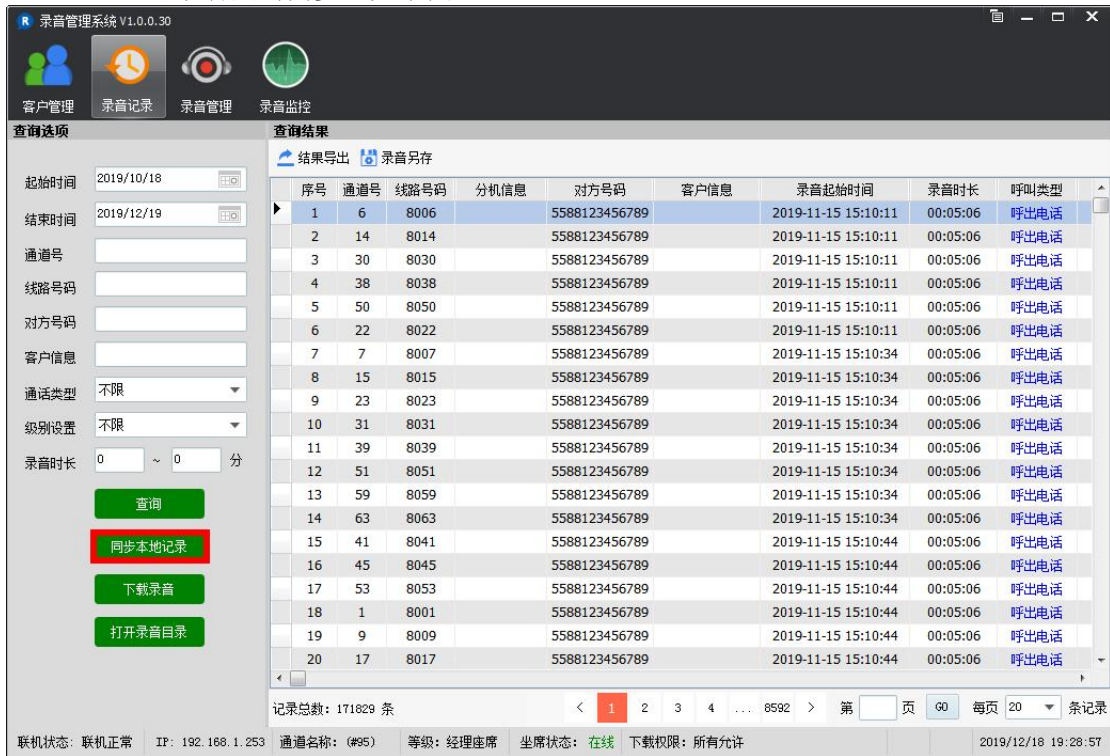 录音管理系统 V1.0.0.30
客户管理 录音记录 录音管理 录音监控
查询选项
起始时间 2019/10/18
结束时间 2019/12/19
通道号
线路号码
对方号码
客户信息
通话类型 不限
级别设置 不限
录音时长 0 ~ 0 分
查询
同步本地记录
下载录音
打开录音目录
查询结果
结果导出 录音另存
序号 通道号 线路号码 分机信息 对方号码 客户信息 录音起始时间 录音时长 呼叫类型
1 6 8006 5588123456789 2019-11-15 15:10:11 00:05:06 呼出电话
2 14 8014 5588123456789 2019-11-15 15:10:11 00:05:06 呼出电话
3 30 8030 5588123456789 2019-11-15 15:10:11 00:05:06 呼出电话
4 38 8038 5588123456789 2019-11-15 15:10:11 00:05:06 呼出电话
5 50 8050 5588123456789 2019-11-15 15:10:11 00:05:06 呼出电话
6 22 8022 5588123456789 2019-11-15 15:10:11 00:05:06 呼出电话
7 7 8007 5588123456789 2019-11-15 15:10:34 00:05:06 呼出电话
8 15 8015 5588123456789 2019-11-15 15:10:34 00:05:06 呼出电话
9 23 8023 5588123456789 2019-11-15 15:10:34 00:05:06 呼出电话
10 31 8031 5588123456789 2019-11-15 15:10:34 00:05:06 呼出电话
11 39 8039 5588123456789 2019-11-15 15:10:34 00:05:06 呼出电话
12 51 8051 5588123456789 2019-11-15 15:10:34 00:05:06 呼出电话
13 59 8059 5588123456789 2019-11-15 15:10:34 00:05:06 呼出电话
14 63 8063 5588123456789 2019-11-15 15:10:34 00:05:06 呼出电话
15 41 8041 5588123456789 2019-11-15 15:10:44 00:05:06 呼出电话
16 45 8045 5588123456789 2019-11-15 15:10:44 00:05:06 呼出电话
17 53 8053 5588123456789 2019-11-15 15:10:44 00:05:06 呼出电话
18 1 8001 5588123456789 2019-11-15 15:10:44 00:05:06 呼出电话
19 9 8009 5588123456789 2019-11-15 15:10:44 00:05:06 呼出电话
20 17 8017 5588123456789 2019-11-15 15:10:44 00:05:06 呼出电话
记录总数: 171829 条 < 1 2 3 4 ... 8592 > 第 页 GO 每页 20 条记录
联机状态: 联机正常 IP: 192.168.1.253 通道名称: (#95) 等级: 经理座席 坐席状态: 在线 下载权限: 所有允许 2019/12/18 19:28:57